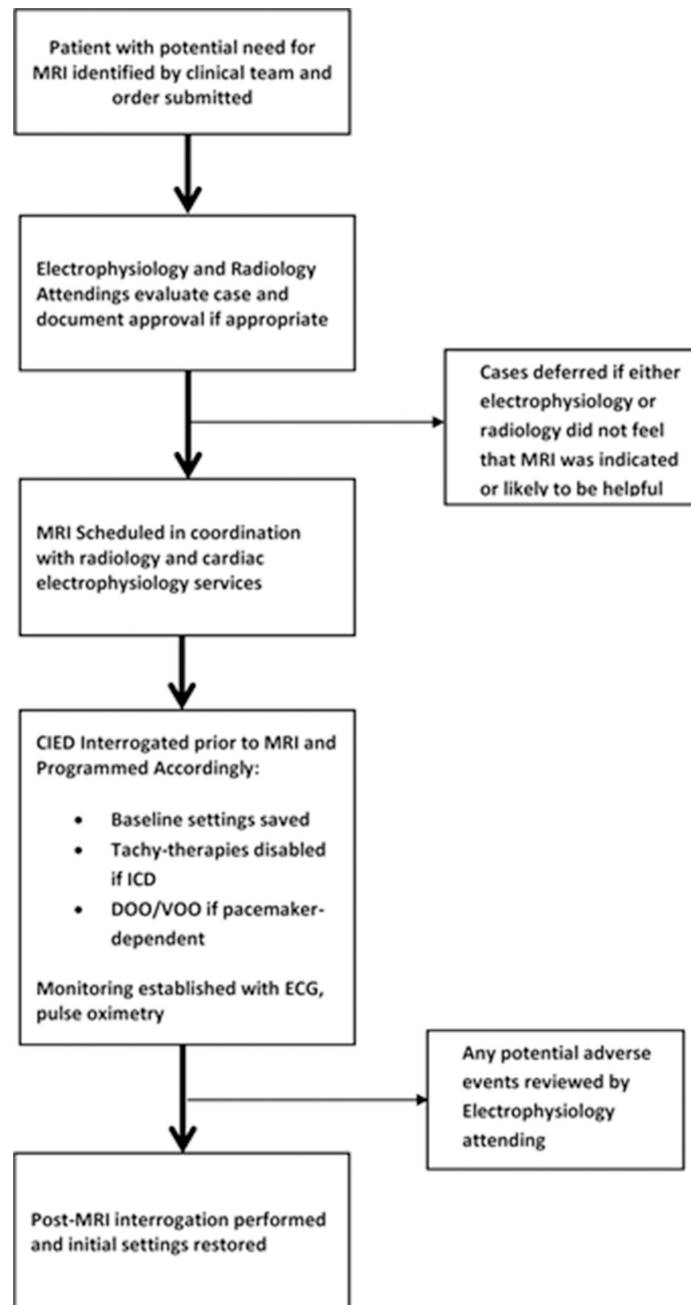 Patient with potential need for
MRI identified by clinical team and
order submitted
Electrophysiology and Radiology
Attendings evaluate case and
document approval if appropriate
Cases deferred if either
electrophysiology or
radiology did not feel
that MRI was indicated
or likely to be helpful
MRI Scheduled in coordination
with radiology and cardiac
electrophysiology services
CIED Interrogated prior to MRI and
Programmed Accordingly:
• Baseline settings saved
• Tachy-therapies disabled
if ICD
• DOO/VOO if pacemaker-
dependent
Monitoring established with ECG,
pulse oximetry
Any potential adverse
events reviewed by
Electrophysiology
attending
Post-MRI interrogation performed
and initial settings restored